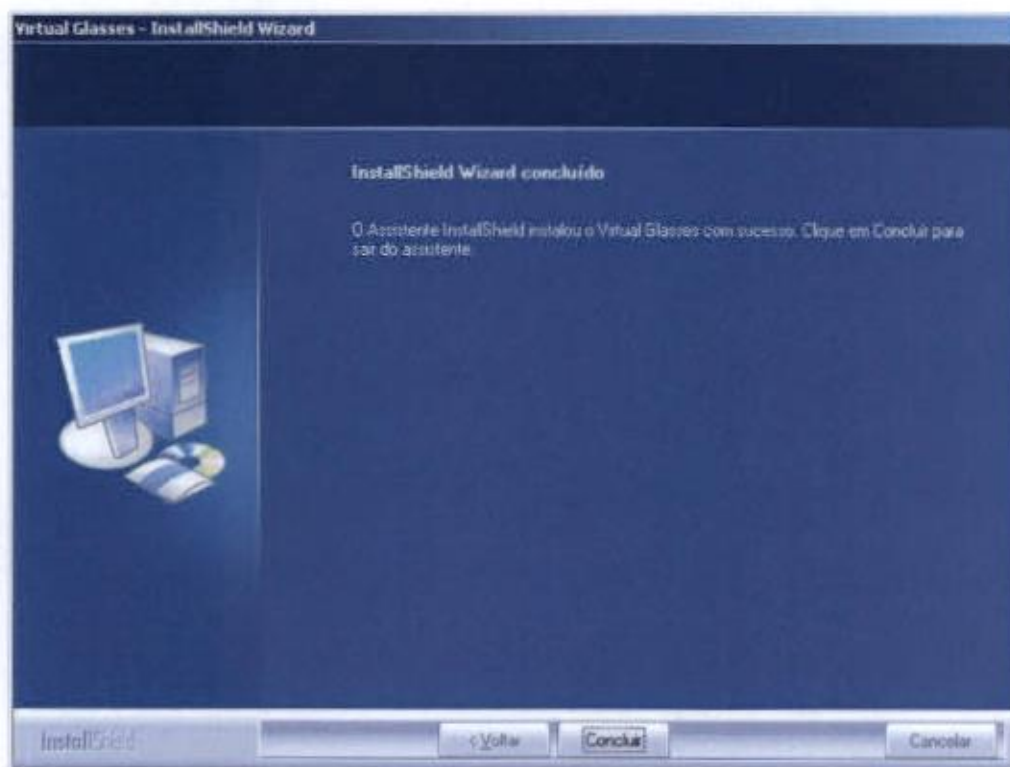 Virtual Glasses - InstallShield Wizard
InstallShield Wizard concluído
O Assistente InstallShield instalou o Virtual Glasses com sucesso. Clique em Concluir para
sair do assistente.
InstallShield
< Voltar
Concluir
Cancelar